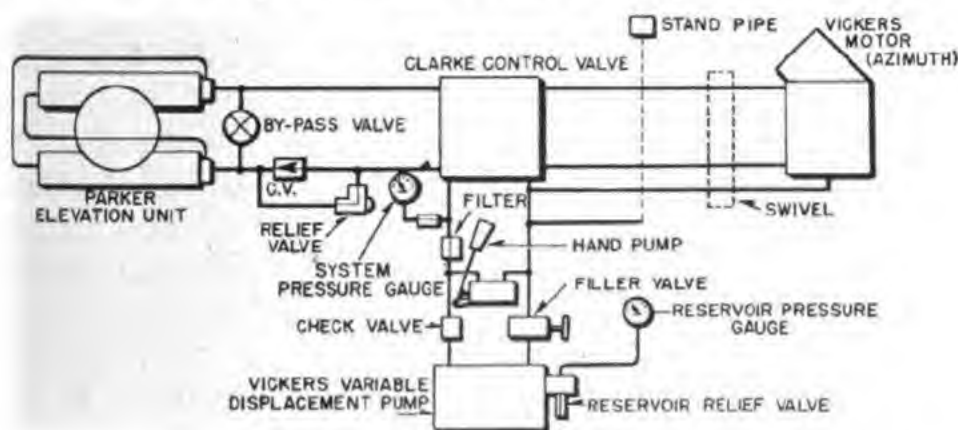 STAND PIPE
VICKERS
MOTOR
(AZIMUTH)
CLARKE CONTROL VALVE
BY-PASS VALVE
C.V.
PARKER
ELEVATION UNIT
RELIEF
VALVE
SYSTEM
PRESSURE GAUGE
FILTER
HAND PUMP
SWIVEL
FILLER VALVE
RESERVOIR PRESSURE
GAUGE
CHECK VALVE
VICKERS VARIABLE
DISPLACEMENT PUMP
RESERVOIR RELIEF VALVE